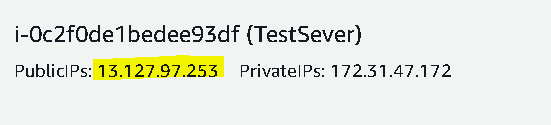 i-0c2f0de1bedee93df (TestSever)
PublicIPs: 13.127.97.253 PrivateIPs: 172.31.47.172